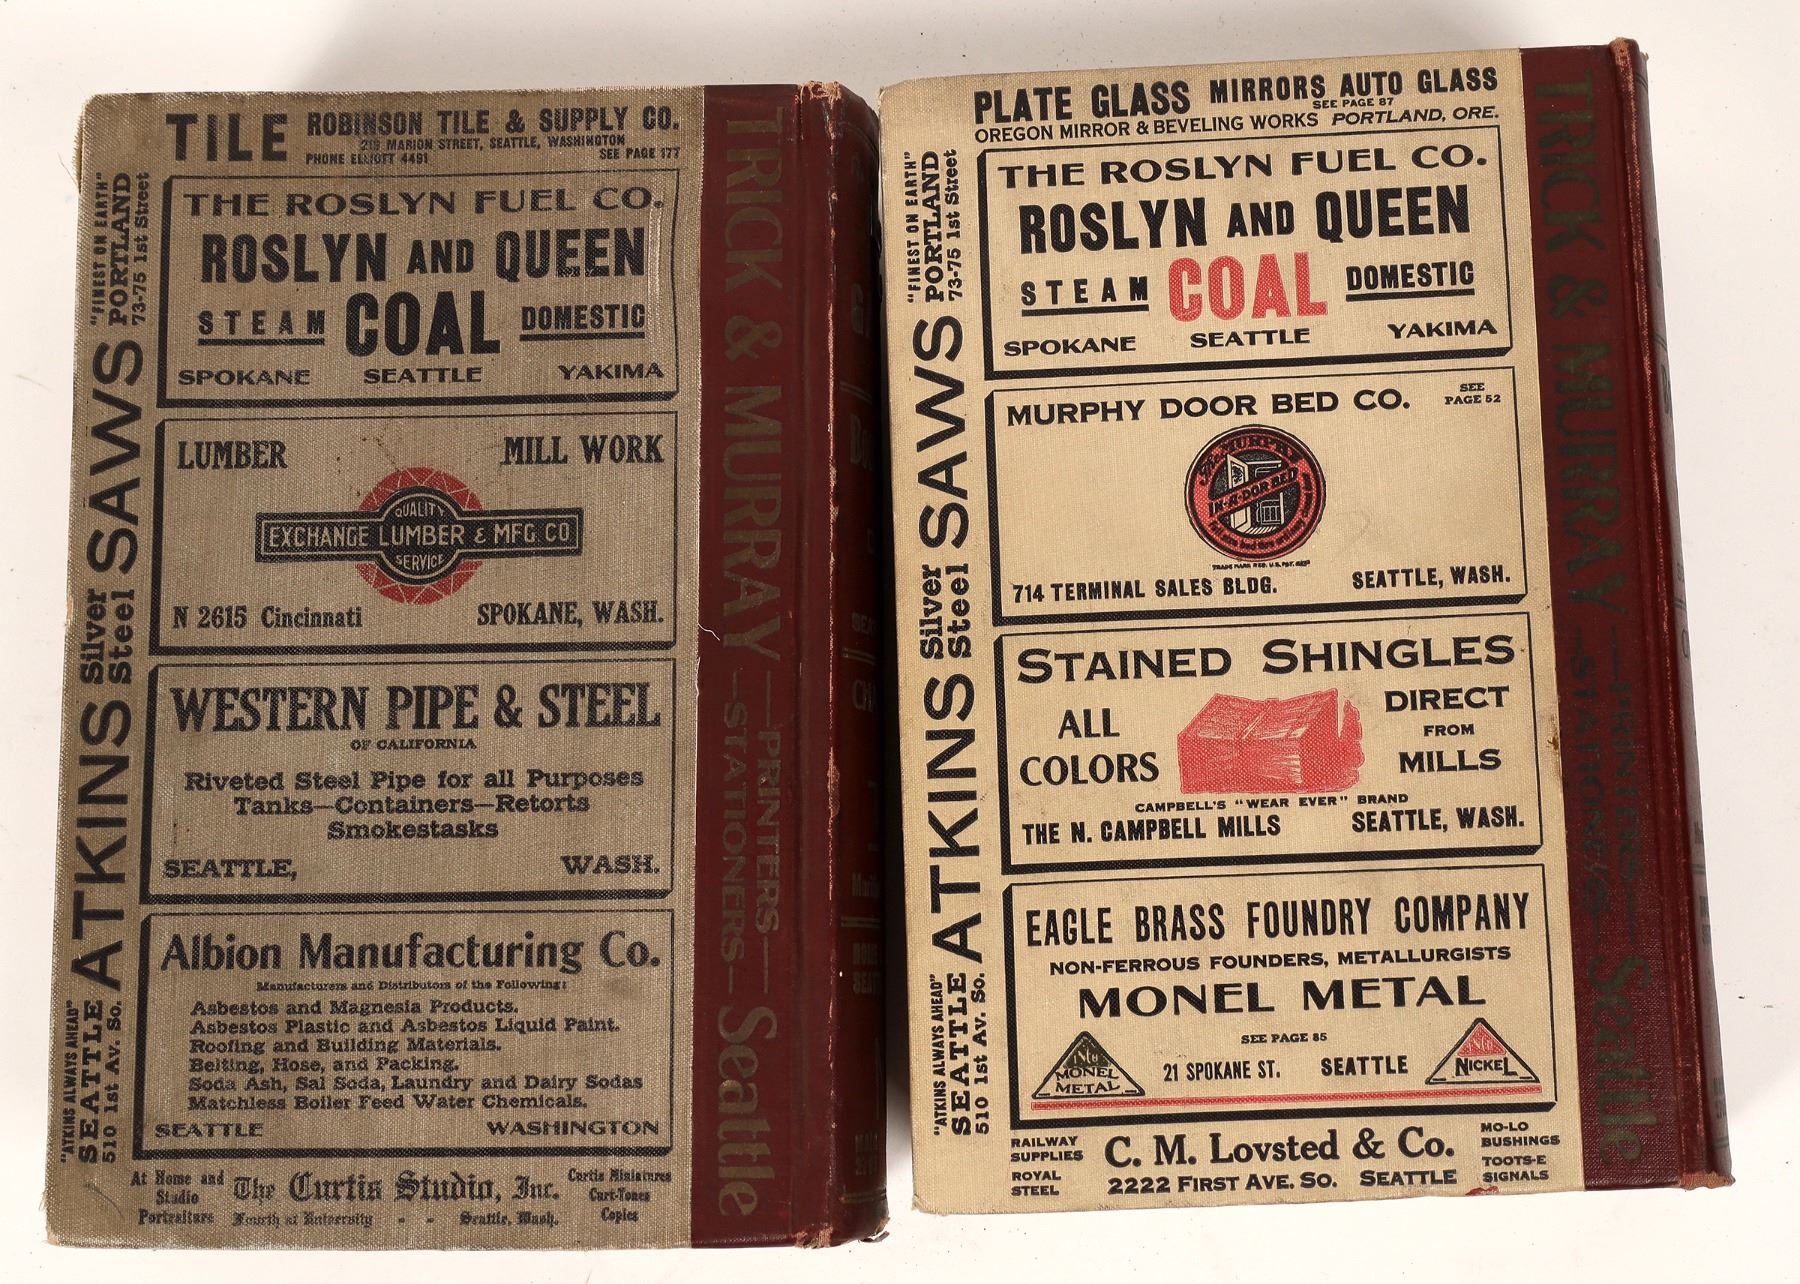 TILE ROBINSON TILE & SUPPLY CO.
219 MARION STREET, SEATTLE, WASHINGTON
PHONE ELLIOTT 4491 SEE PAGE 177
"ATKINS ALWAYS AHEAD"
SEATTLE
510 1st Av. So.
ATKINS Silver Steel SAWS
"FINEST ON EARTH"
PORTLAND
73-75 1st Street
THE ROSLYN FUEL CO.
ROSLYN AND QUEEN
STEAM COAL DOMESTIC
SPOKANE SEATTLE YAKIMA
LUMBER MILL WORK
QUALITY
EXCHANGE LUMBER & MFG CO
SERVICE
N 2615 Cincinnati SPOKANE, WASH.
WESTERN PIPE & STEEL
OF CALIFORNIA
Riveted Steel Pipe for all Purposes
Tanks—Containers—Retorts
Smokestasks
SEATTLE, WASH.
Albion Manufacturing Co.
Manufacturers and Distributors of the Following:
Asbestos and Magnesia Products.
Asbestos Plastic and Asbestos Liquid Paint.
Roofing and Building Materials.
Belting, Hose, and Packing.
Soda Ash, Sal Soda, Laundry and Dairy Sodas
Matchless Boiler Feed Water Chemicals.
SEATTLE WASHINGTON
At Home and Studio Portraiture
The Curtis Studio, Inc.
Fourth at University - - Seattle, Wash.
Curtis Miniatures
Curt-Tones
Copies
TRICK & MURRAY —PRINTERS— —STATIONERS— Seattle
PLATE GLASS MIRRORS AUTO GLASS
SEE PAGE 87
OREGON MIRROR & BEVELING WORKS PORTLAND, ORE.
"ATKINS ALWAYS AHEAD"
SEATTLE
510 1st Av. So.
ATKINS Silver Steel SAWS
"FINEST ON EARTH"
PORTLAND
73-75 1st Street
THE ROSLYN FUEL CO.
ROSLYN AND QUEEN
STEAM COAL DOMESTIC
SPOKANE SEATTLE YAKIMA
MURPHY DOOR BED CO. SEE PAGE 52
The MURPHY
IN-A-DOR BED
TRADE MARK REG. U.S. PAT. OFF.
714 TERMINAL SALES BLDG. SEATTLE, WASH.
STAINED SHINGLES
ALL COLORS
DIRECT FROM MILLS
CAMPBELL'S "WEAR EVER" BRAND
THE N. CAMPBELL MILLS SEATTLE, WASH.
EAGLE BRASS FOUNDRY COMPANY
NON-FERROUS FOUNDERS, METALLURGISTS
MONEL METAL
SEE PAGE 85
INCO MONEL METAL
21 SPOKANE ST. SEATTLE
INCO NICKEL
RAILWAY SUPPLIES
ROYAL STEEL
C. M. Lovsted & Co.
2222 FIRST AVE. SO. SEATTLE
MO-LO BUSHINGS
TOOTS-E SIGNALS
TRICK & MURRAY —PRINTERS— —STATIONERS— Seattle